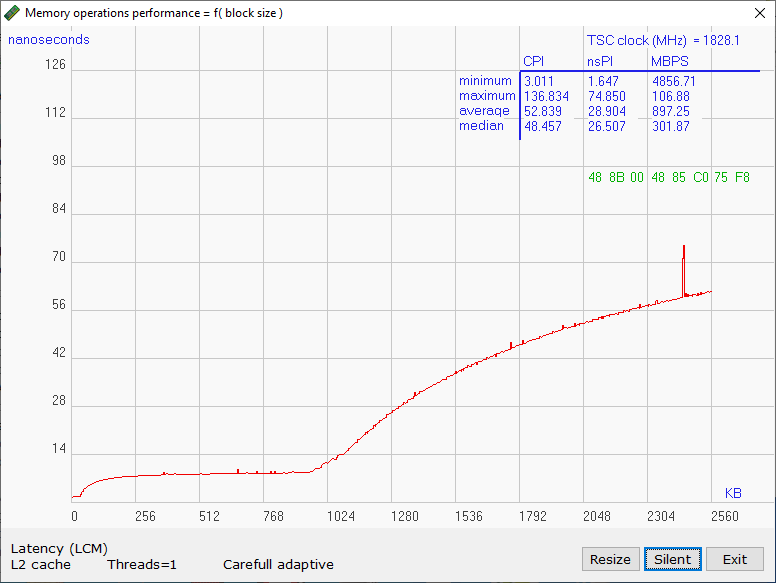 Memory operations performance = f( block size )
nanoseconds
TSC clock (MHz) = 1828.1
CPI nsPI MBPS
minimum 3.011 1.647 4856.71
maximum 136.834 74.850 106.88
average 52.839 28.904 897.25
median 48.457 26.507 301.87
48 8B 00 48 85 C0 75 F8
126
112
98
84
70
56
42
28
14
KB
0 256 512 768 1024 1280 1536 1792 2048 2304 2560
Latency (LCM)
L2 cache Threads=1 Carefull adaptive
Resize Silent Exit